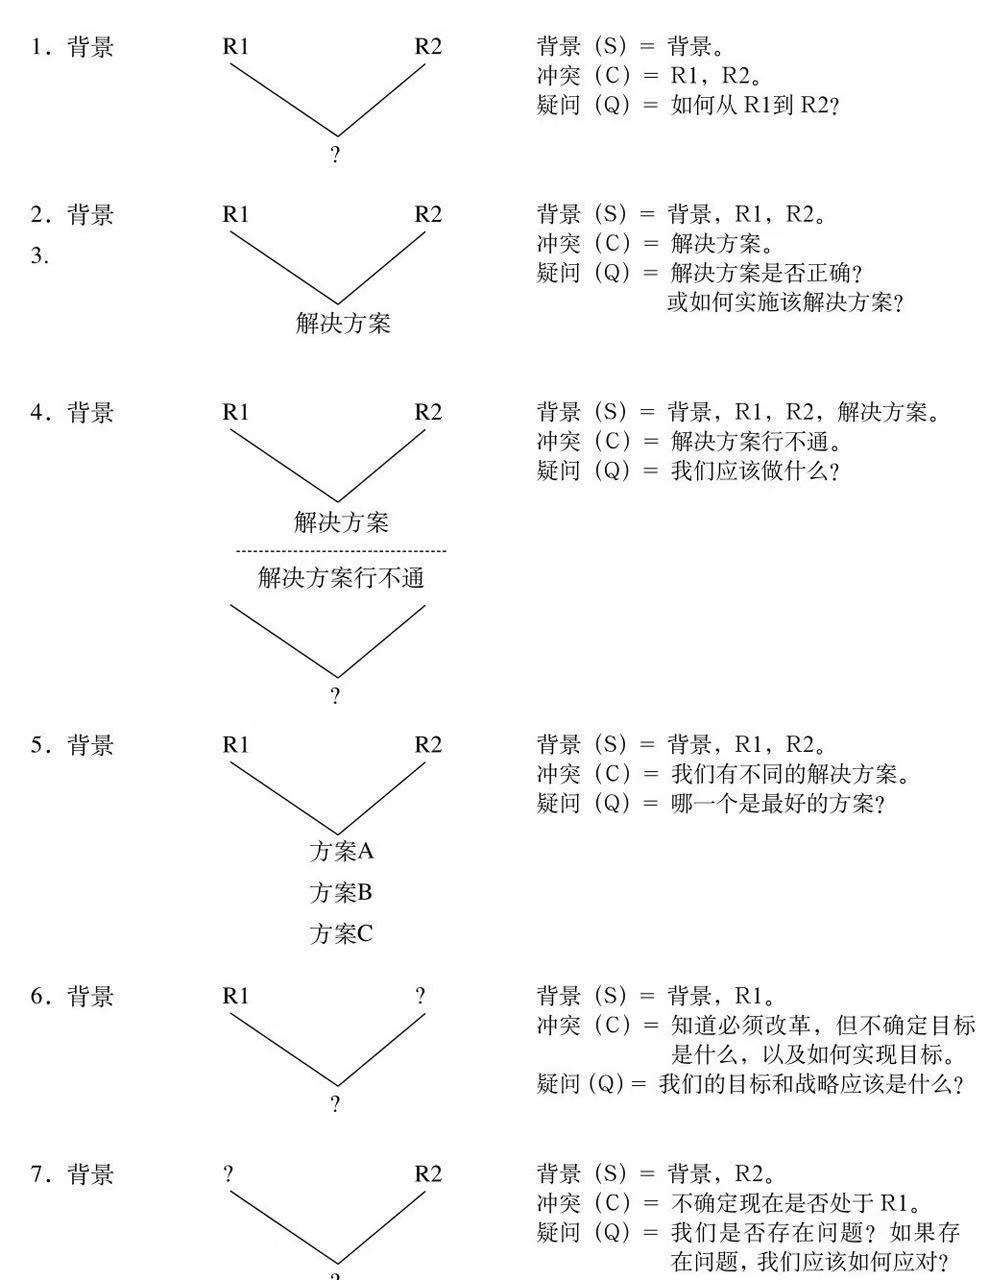 1. 背景 R1 R2 背景（S）= 背景。
冲突（C）= R1，R2。
疑问（Q）= 如何从 R1到 R2？
?
2. 背景 R1 R2 背景（S）= 背景，R1，R2。
冲突（C）= 解决方案。
3.
疑问（Q）= 解决方案是否正确？
或如何实施该解决方案？
解决方案
4. 背景 R1 R2 背景（S）= 背景，R1，R2，解决方案。
冲突（C）= 解决方案行不通。
疑问（Q）= 我们应该做什么？
解决方案
解决方案行不通
?
5. 背景 R1 R2 背景（S）= 背景，R1，R2。
冲突（C）= 我们有不同的解决方案。
疑问（Q）= 哪一个是最好的方案？
方案A
方案B
方案C
6. 背景 R1 ? 背景（S）= 背景，R1。
冲突（C）= 知道必须改革，但不确定目标
是什么，以及如何实现目标。
疑问(Q) = 我们的目标和战略应该是什么？
?
7. 背景 ? R2 背景（S）= 背景，R2。
冲突（C）= 不确定现在是否处于 R1。
疑问（Q）= 我们是否存在问题？如果存
在问题，我们应该如何应对？